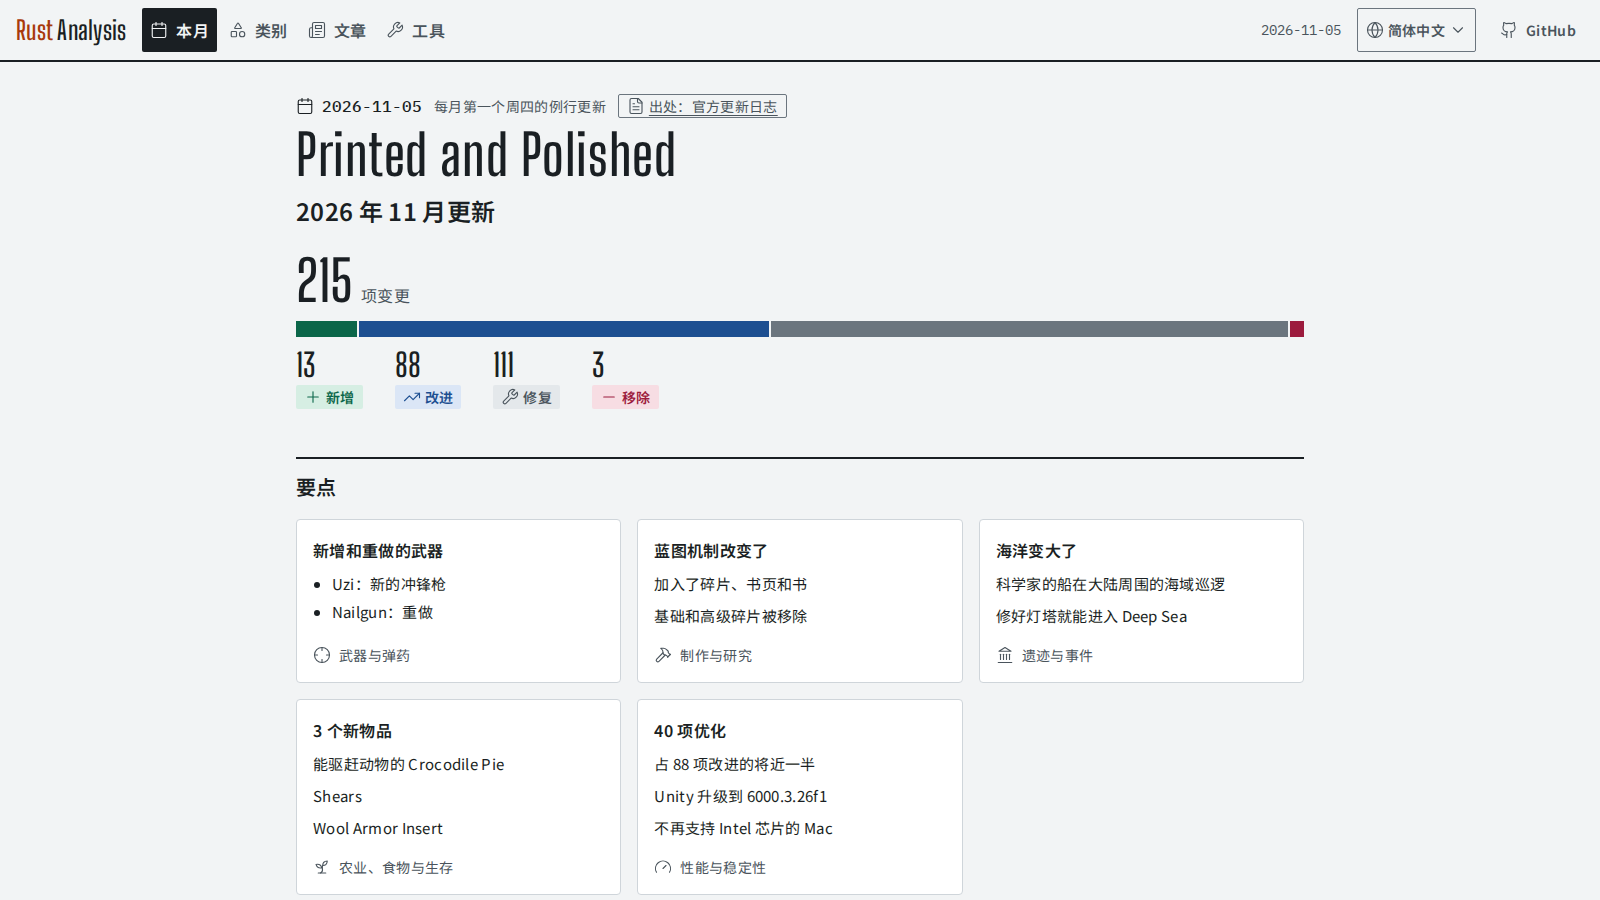 Rust Analysis
本月
类别
文章
工具
2026-11-05
简体中文
GitHub
2026-11-05 每月第一个周四的例行更新 出处：官方更新日志
Printed and Polished
2026 年 11 月更新
215 项变更
13 88 111 3
新增 改进 修复 移除
要点
新增和重做的武器
Uzi：新的冲锋枪
Nailgun：重做
武器与弹药
蓝图机制改变了
加入了碎片、书页和书
基础和高级碎片被移除
制作与研究
海洋变大了
科学家的船在大陆周围的海域巡逻
修好灯塔就能进入 Deep Sea
遗迹与事件
3 个新物品
能驱赶动物的 Crocodile Pie
Shears
Wool Armor Insert
农业、食物与生存
40 项优化
占 88 项改进的将近一半
Unity 升级到 6000.3.26f1
不再支持 Intel 芯片的 Mac
性能与稳定性